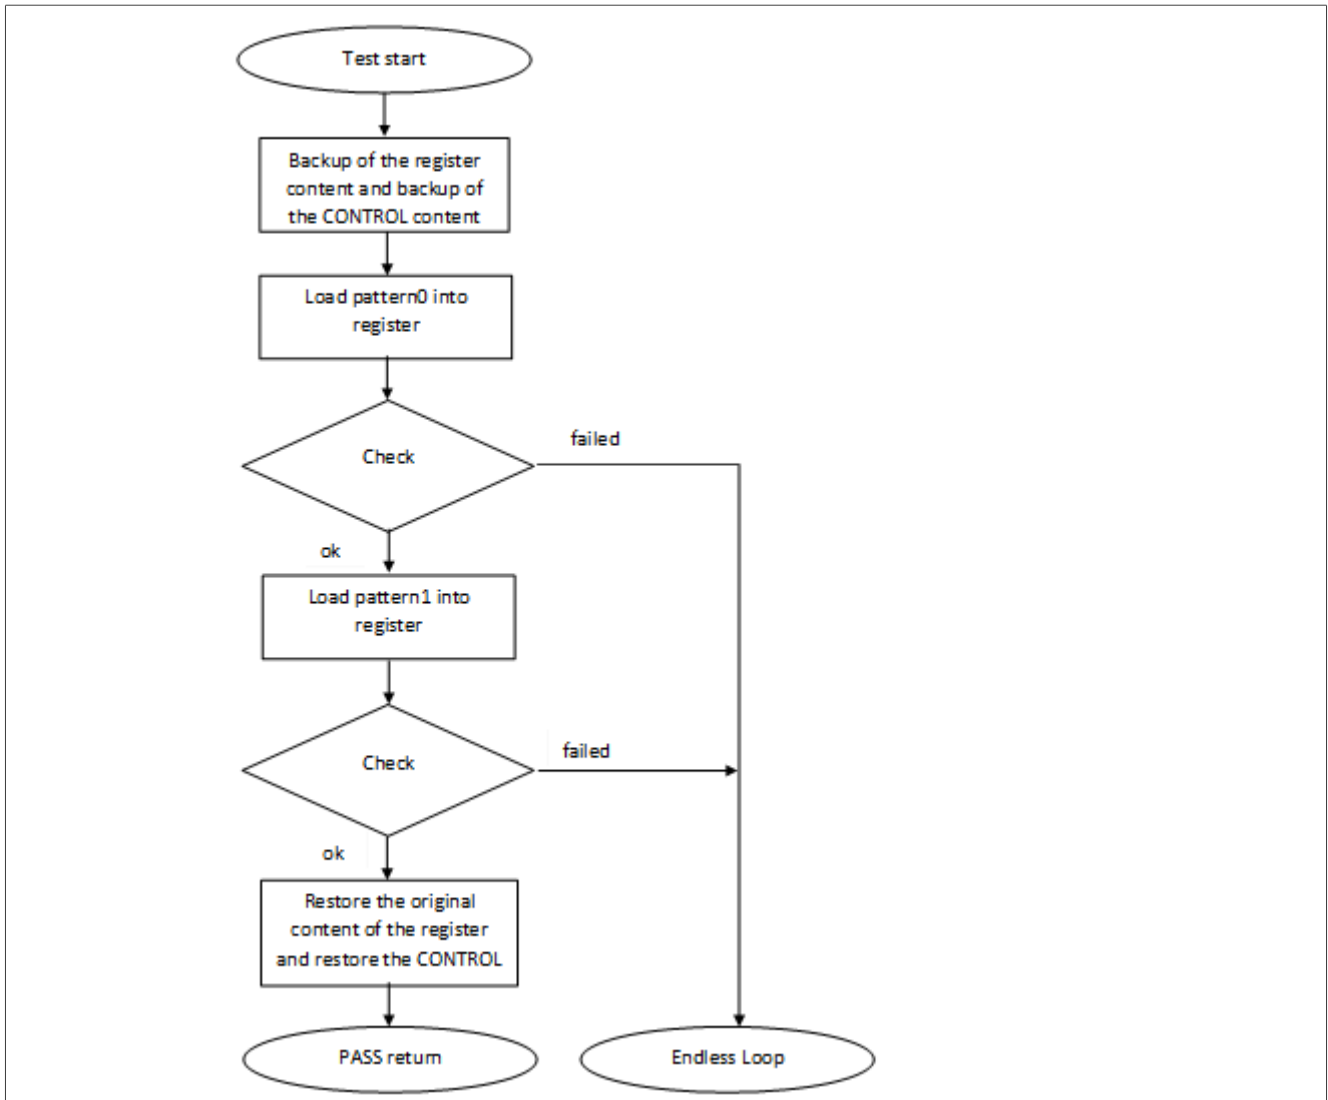 Test start
Backup of the register
content and backup of
the CONTROL content
Load pattern0 into
register
Check
failed
ok
Load pattern1 into
register
Check
failed
ok
Restore the original
content of the register
and restore the CONTROL
PASS return
Endless Loop